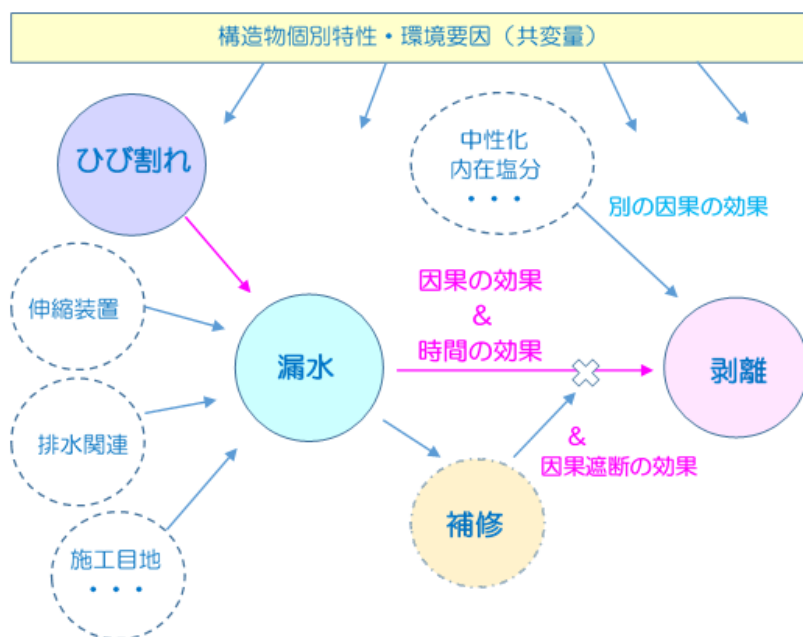 構造物個別特性・環境要因（共変量）
ひび割れ
中性化
内在塩分
・・・
別の因果の効果
伸縮装置
因果の効果
&
時間の効果
漏水
剥離
排水関連
&
因果遮断の効果
補修
施工目地
・・・